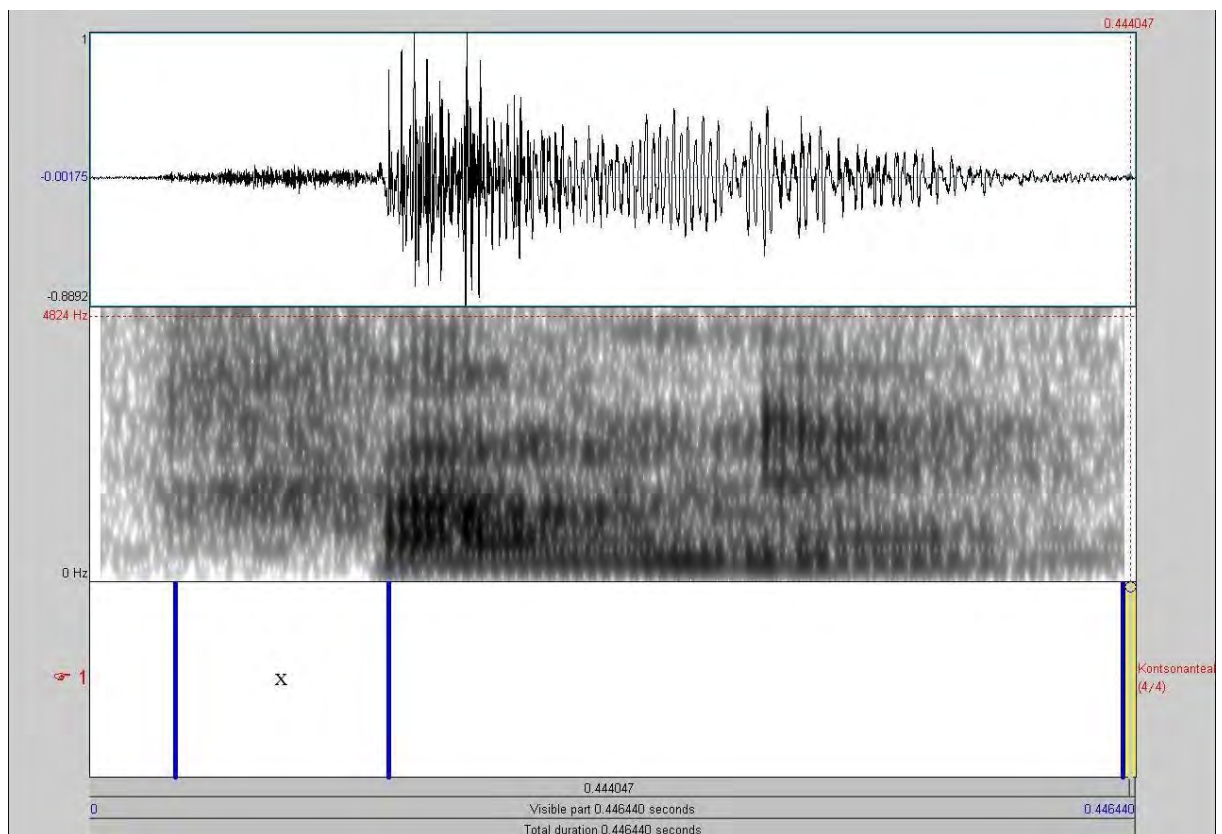 0.444047
1
-0.00175
-0.8892
4824 Hz
0 Hz
1
x
Kontsonanteak
(4/4)
0.444047
0
Visible part 0.446440 seconds
0.446440
Total duration 0.446440 seconds